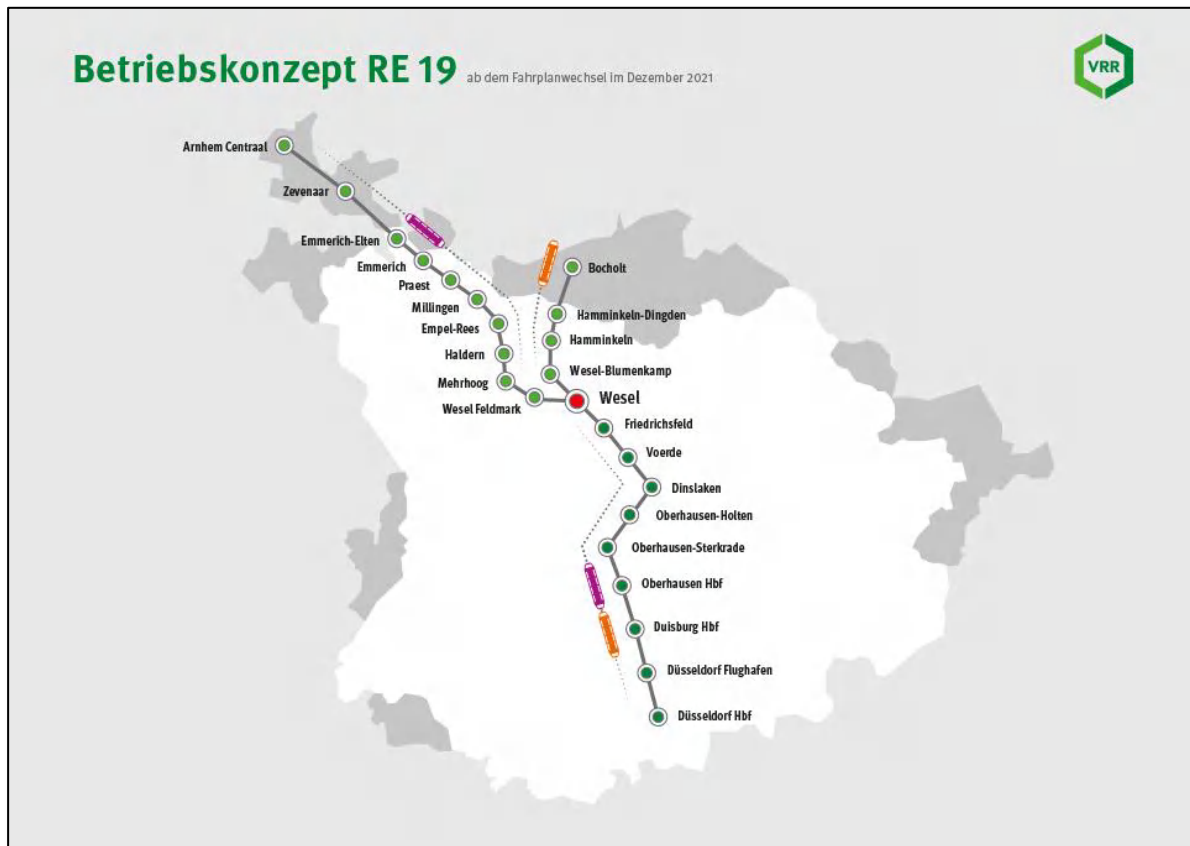 Betriebskonzept RE 19 ab dem Fahrplanwechsel im Dezember 2021
VRR
Arnhem Centraal
Zevenaar
Emmerich-Elten
Emmerich
Praest
Millingen
Empel-Rees
Haldern
Mehrhoog
Wesel Feldmark
Bocholt
Hamminkeln-Dingden
Hamminkeln
Wesel-Blumenkamp
Wesel
Friedrichsfeld
Voerde
Dinslaken
Oberhausen-Holten
Oberhausen-Sterkrade
Oberhausen Hbf
Duisburg Hbf
Düsseldorf Flughafen
Düsseldorf Hbf